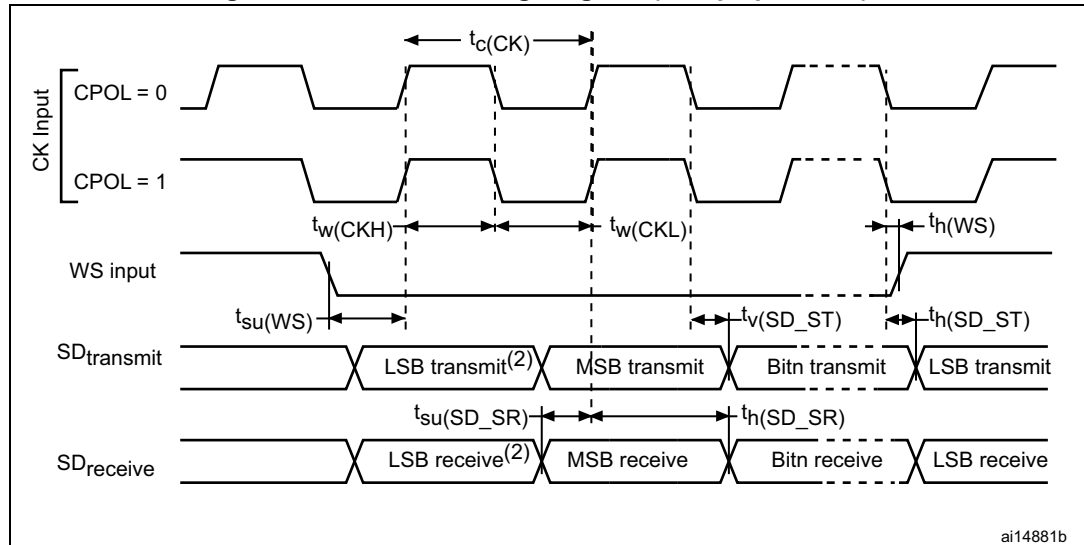 tc(CK)
CK Input
CPOL = 0
CPOL = 1
tw(CKH)
tw(CKL)
th(WS)
WS input
tsu(WS)
tv(SD_ST)
th(SD_ST)
SDtransmit
LSB transmit(2)
MSB transmit
Bitn transmit
LSB transmit
tsu(SD_SR)
th(SD_SR)
SDreceive
LSB receive(2)
MSB receive
Bitn receive
LSB receive
ai14881b